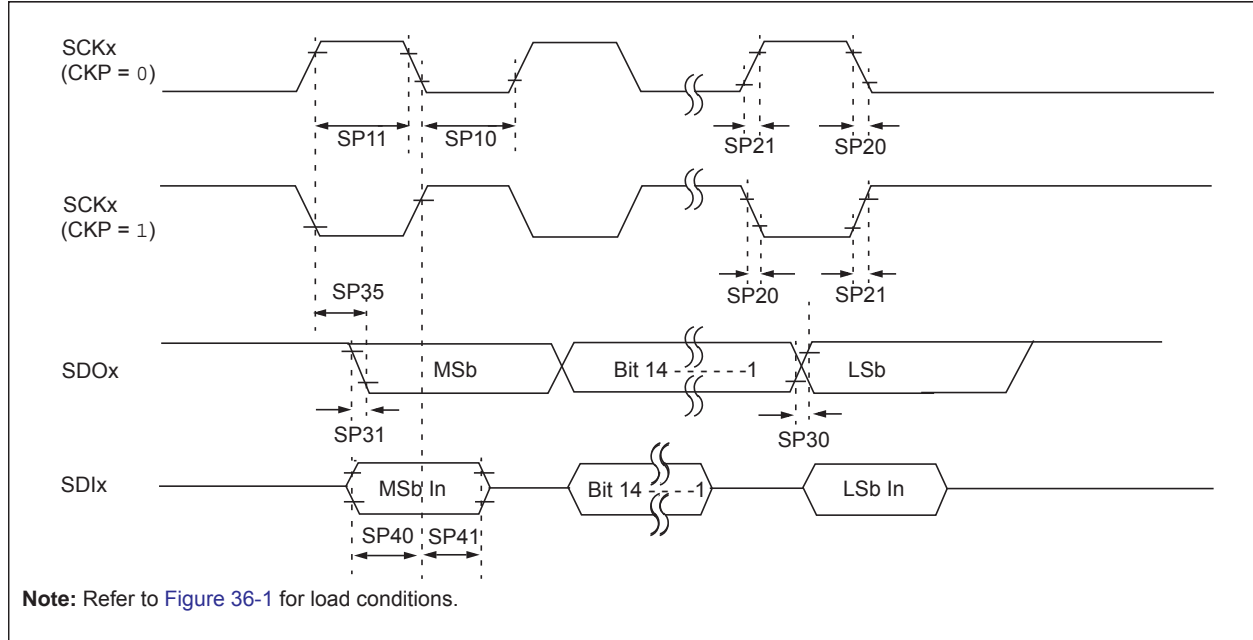 SCKx
(CKP = 0)
SP11
SP10
SP21
SP20
SCKx
(CKP = 1)
SP35
SP20
SP21
SDOx
MSb
Bit 14 - - - - - -1
LSb
SP31
SP30
SDIx
MSb In
Bit 14 - - - -1
LSb In
SP40
SP41
Note: Refer to Figure 36-1 for load conditions.